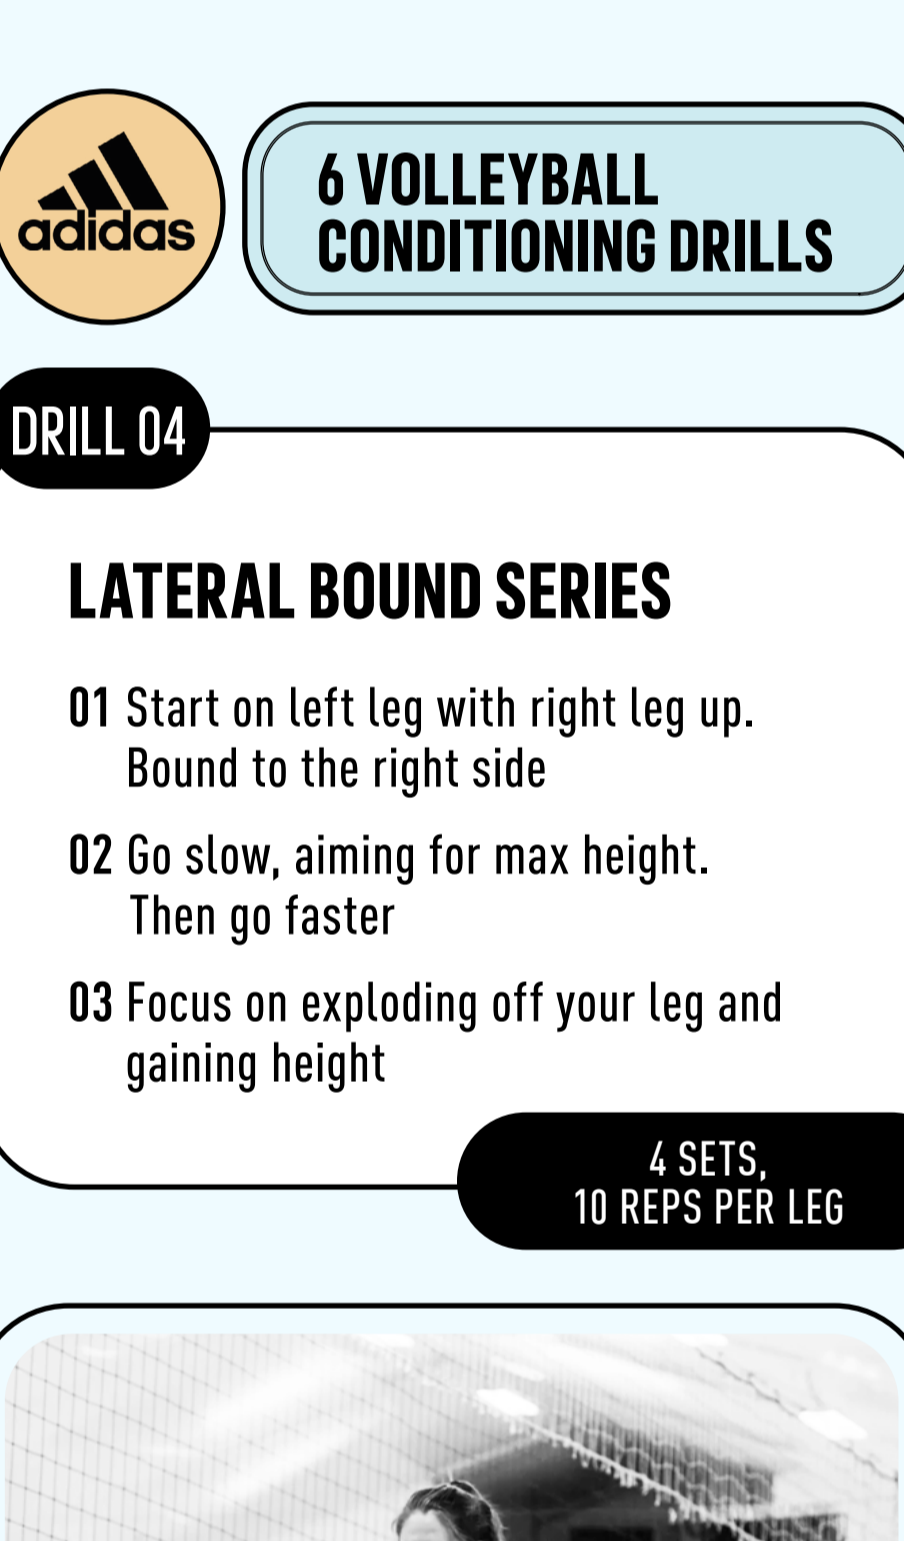 adidas
6 VOLLEYBALL
CONDITIONING DRILLS
DRILL 04
LATERAL BOUND SERIES
01 Start on left leg with right leg up.
Bound to the right side
02 Go slow, aiming for max height.
Then go faster
03 Focus on exploding off your leg and
gaining height
4 SETS,
10 REPS PER LEG